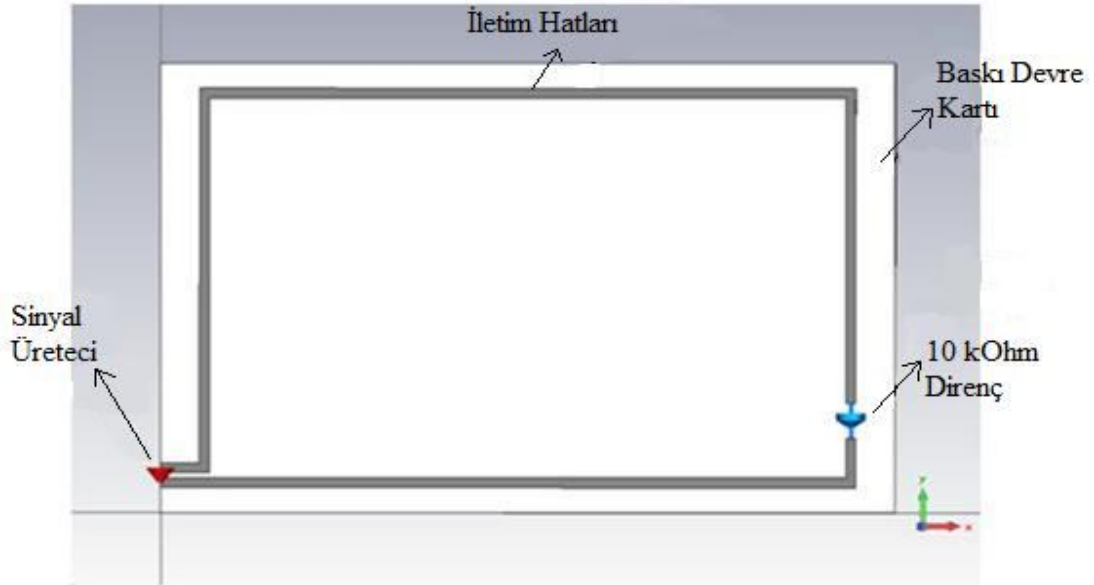 İletim Hatları
Baskı Devre
Kartı
Sinyal
Üreteci
10 kOhm
Direnç
y
x